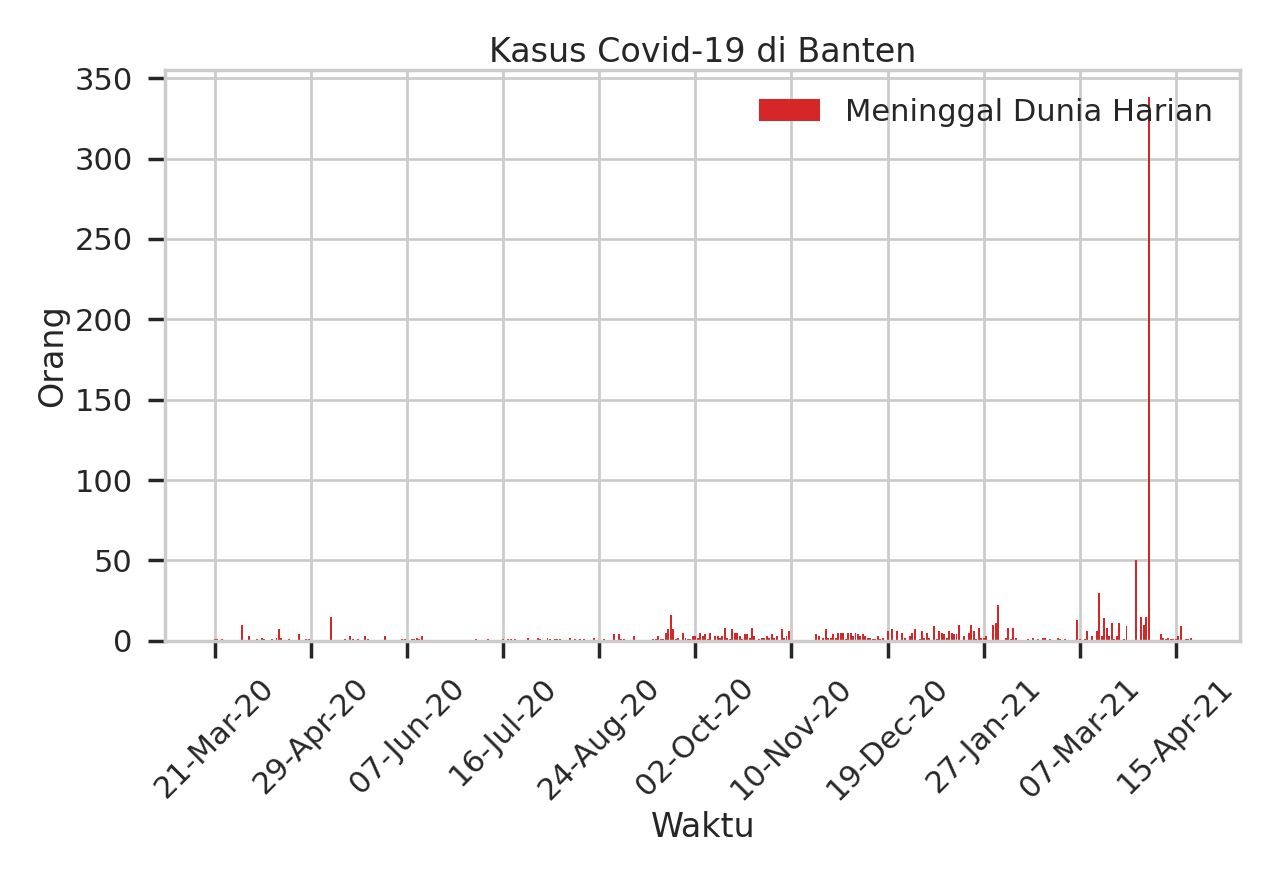 Kasus Covid-19 di Banten
Meninggal Dunia Harian
350
300
250
200
150
100
50
0
Orang
21-Mar-20
29-Apr-20
07-Jun-20
16-Jul-20
24-Aug-20
02-Oct-20
10-Nov-20
19-Dec-20
27-Jan-21
07-Mar-21
15-Apr-21
Waktu